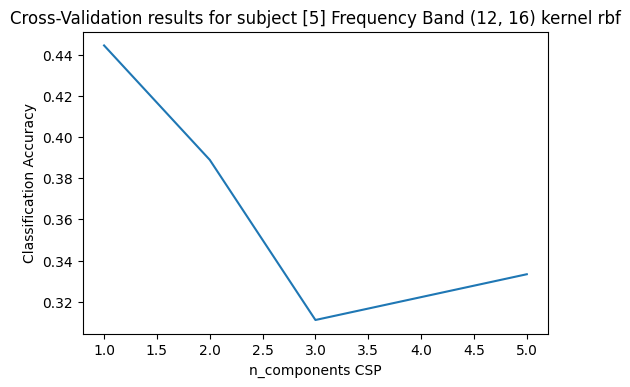 Cross-Validation results for subject [5] Frequency Band (12, 16) kernel rbf
Classification Accuracy
0.44
0.42
0.40
0.38
0.36
0.34
0.32
1.0 1.5 2.0 2.5 3.0 3.5 4.0 4.5 5.0
n_components CSP